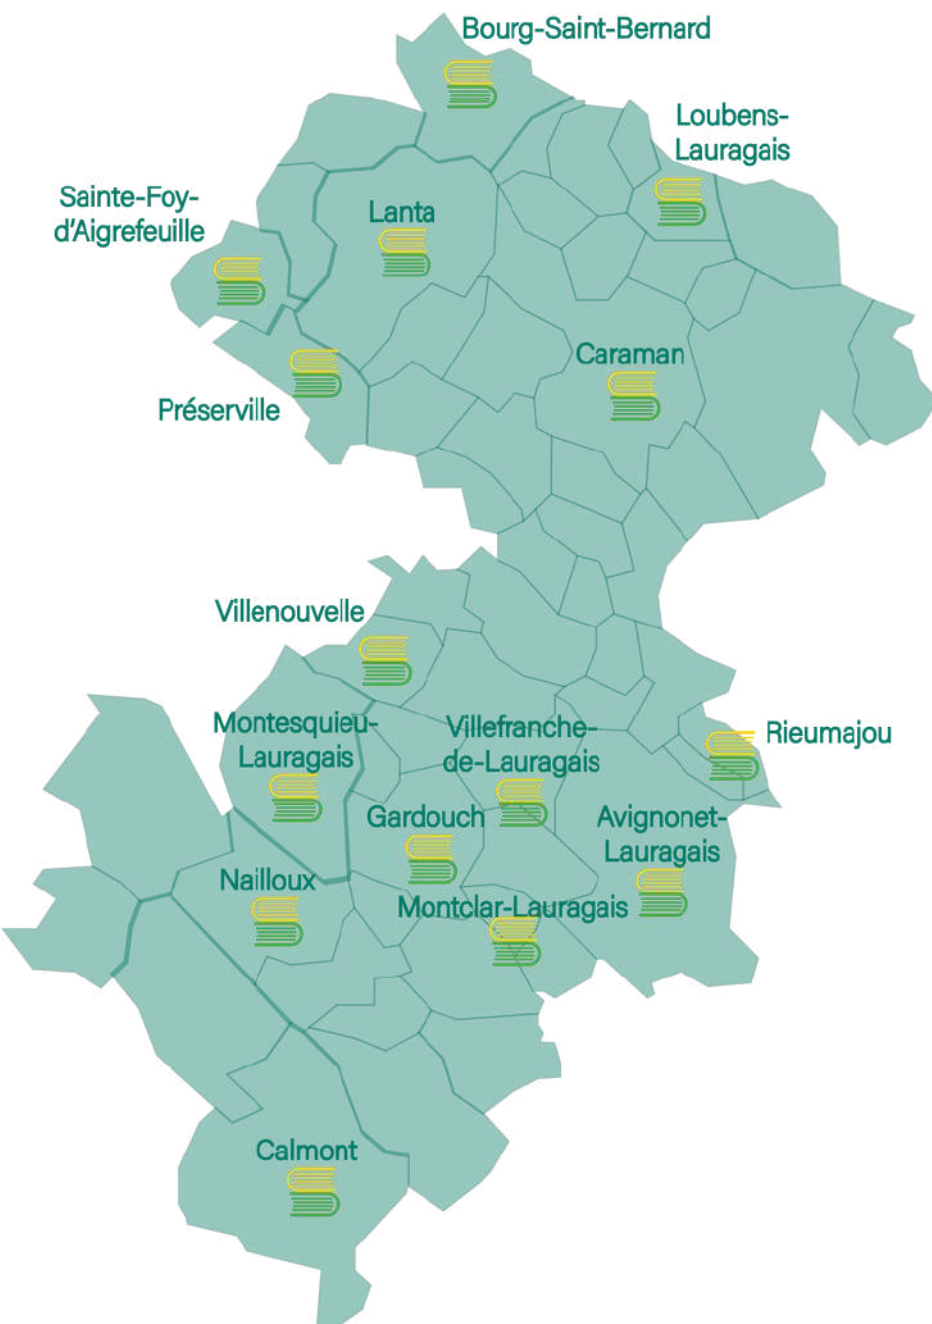 Bourg-Saint-Bernard
Loubens-
Lauragais
Sainte-Foy-
d'Aigrefeuille
Lanta
Caraman
Préserville
Villenouvelle
Montesquieu-
Lauragais
Villefranche-
de-Lauragais
Rieumajou
Gardouch
Avignonet-
Lauragais
Nailloux
Montclar-Lauragais
Calmont